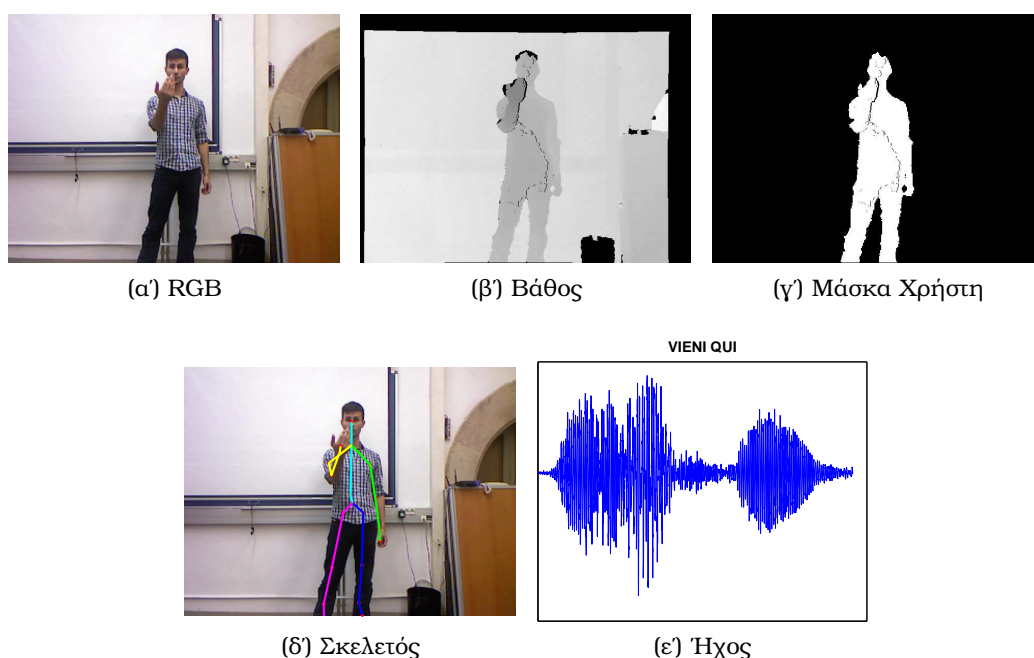 (α') RGB
(β') Βάθος
(γ') Μάσκα Χρήστη
VIENI QUI
(δ') Σκελετός
(ε') Ήχος